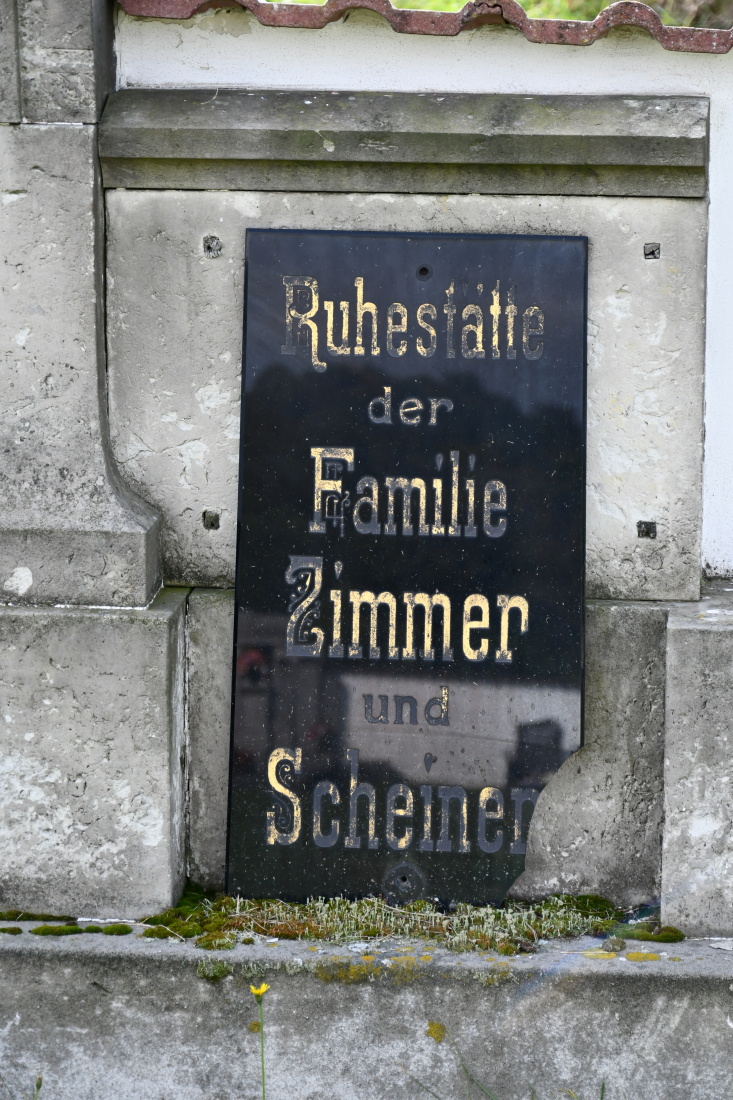 Ruhestätte
der
Familie
Zimmer
und
Scheiner